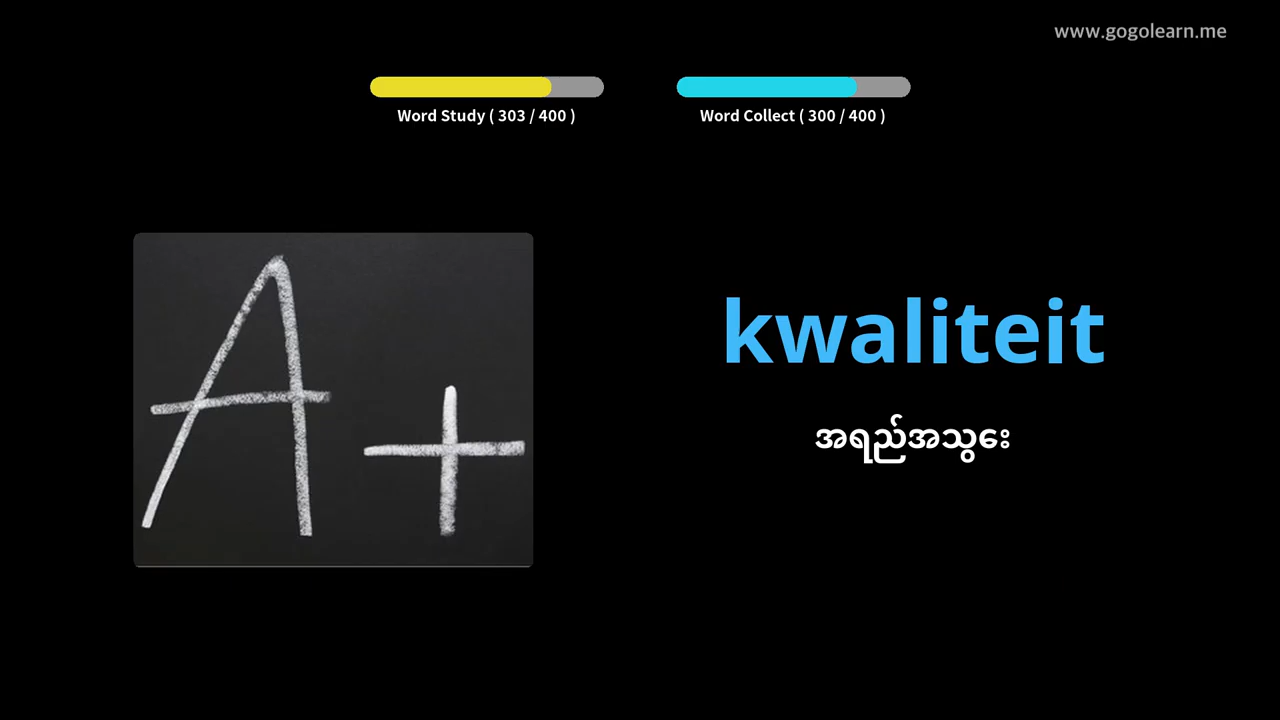 www.gogolearn.me
Word Study ( 303 / 400 )
Word Collect ( 300 / 400 )
A+
kwaliteit
အရည်အသွေး